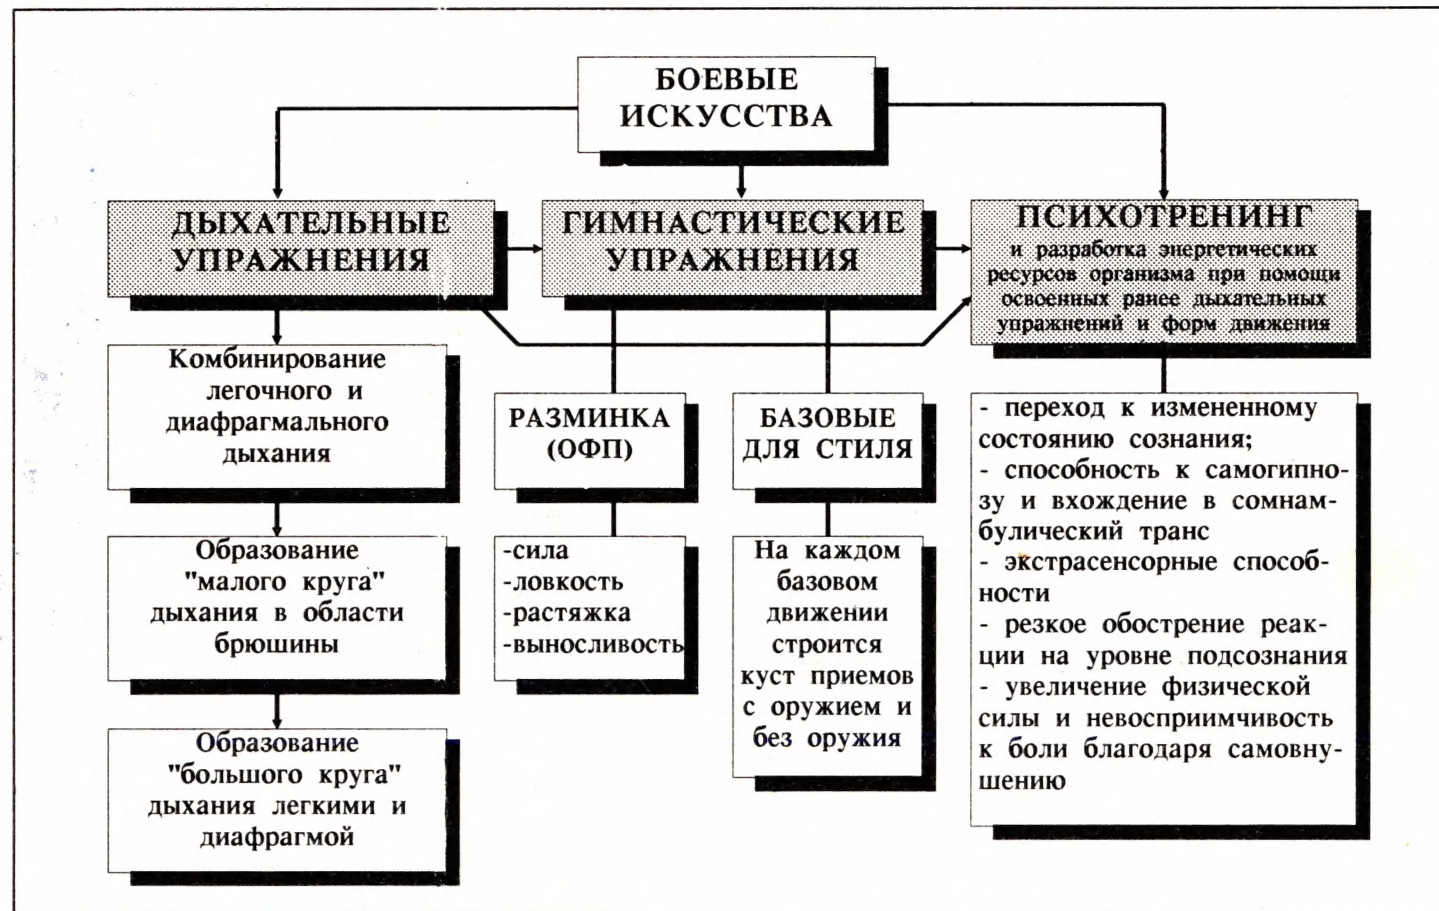 БОЕВЫЕ
ИСКУССТВА
ДЫХАТЕЛЬНЫЕ
УПРАЖНЕНИЯ
ГИМНАСТИЧЕСКИЕ
УПРАЖНЕНИЯ
ПСИХОТРЕНИНГ
и разработка энергетических
ресурсов организма при помощи
освоенных ранее дыхательных
упражнений и форм движения
Комбинирование
легочного и
диафрагмального
дыхания
Образование
"малого круга"
дыхания в области
брюшины
Образование
"большого круга"
дыхания легкими и
диафрагмой
РАЗМИНКА
(ОФП)
-сила
-ловкость
-растяжка
-выносливость
БАЗОВЫЕ
ДЛЯ СТИЛЯ
На каждом
базовом
движении
строится
куст приемов
с оружием и
без оружия
- переход к измененному
состоянию сознания;
- способность к самогипно-
зу и вхождение в сомнам-
булический транс
- экстрасенсорные способ-
ности
- резкое обострение реак-
ции на уровне подсознания
- увеличение физической
силы и невосприимчивость
к боли благодаря самовну-
шению